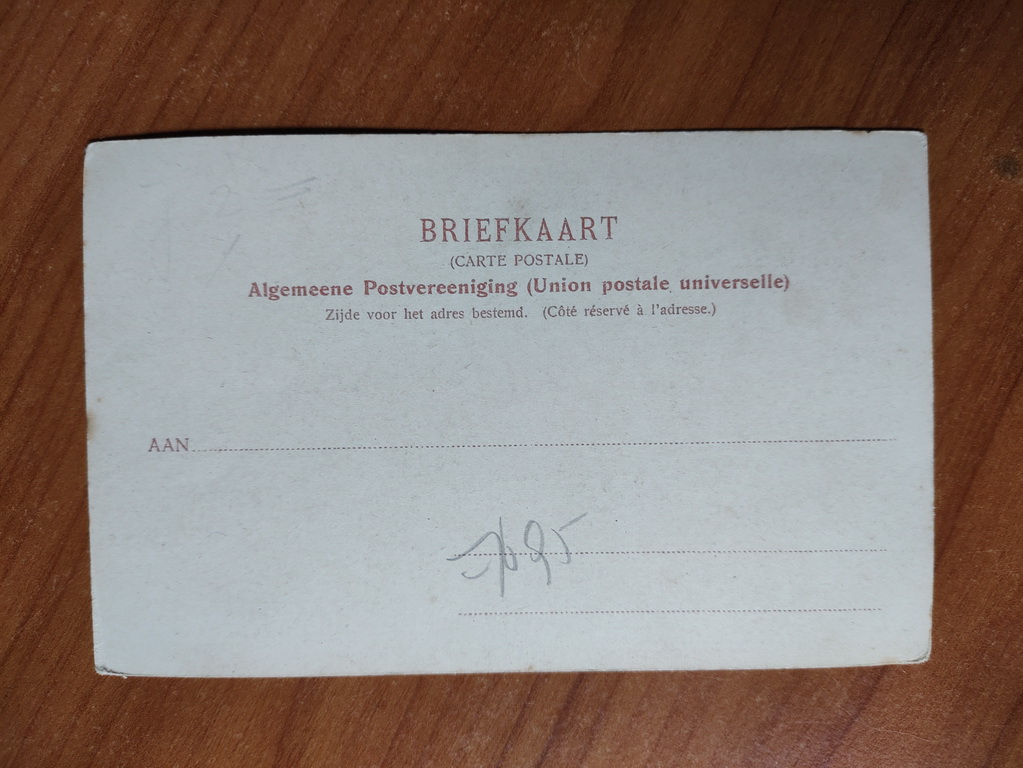 BRIEFKAART
(CARTE POSTALE)
Algemeene Postvereeniging (Union postale universelle)
Zijde voor het adres bestemd. (Côté réservé à l'adresse.)
AAN